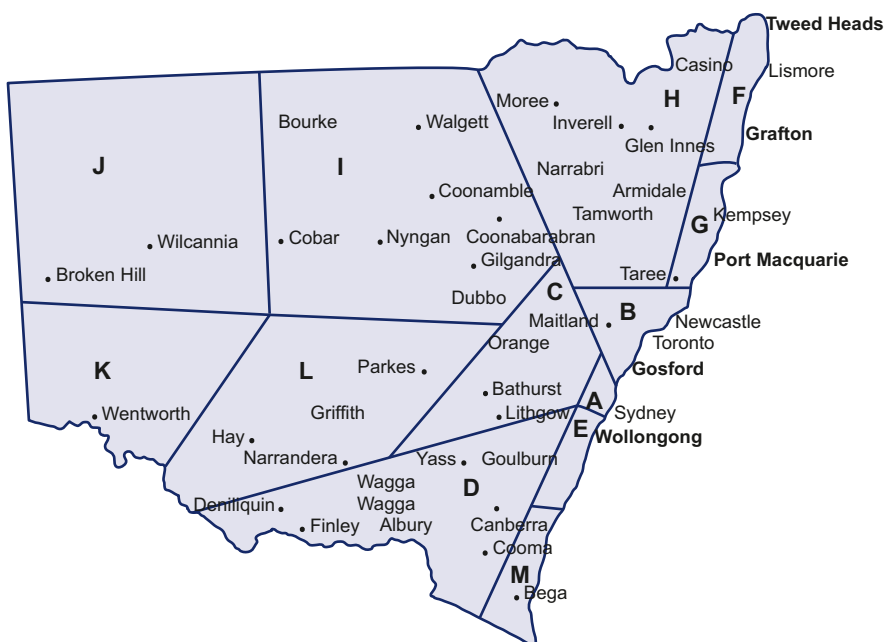 Tweed Heads
Casino
Lismore
Moree
H
F
Bourke
Walgett
Inverell
Grafton
Glen Innes
J
I
Narrabri
Coonamble
Armidale
Tamworth
G
Kempsey
Wilcannia
Cobar
Nyngan
Coonabarabran
Gilgandra
Port Macquarie
Broken Hill
Taree
Dubbo
C
B
Maitland
Newcastle
Orange
Toronto
K
L
Parkes
Gosford
Bathurst
A
Wentworth
Griffith
Lithgow
Sydney
E
Wollongong
Hay
Narrandera
Yass
Goulburn
Wagga
Wagga
D
Deniliquin
Finley
Albury
Canberra
Cooma
M
Bega